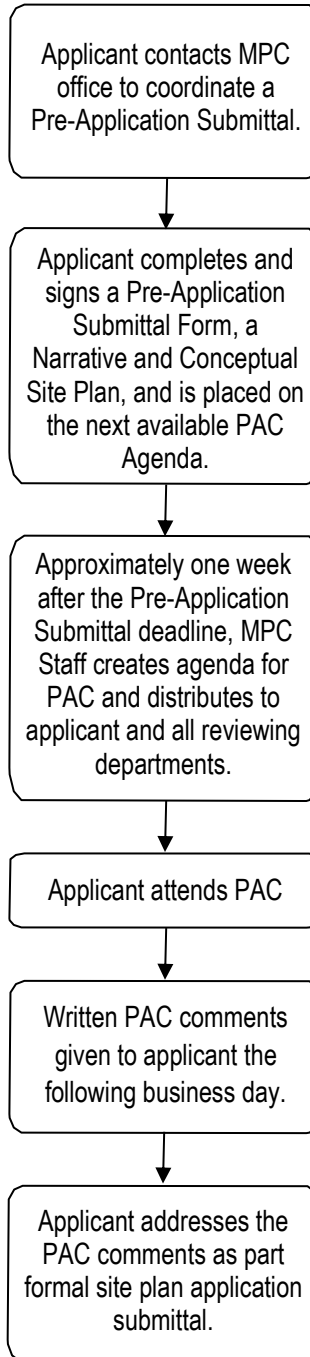 Applicant contacts MPC
office to coordinate a
Pre-Application Submittal.
Applicant completes and
signs a Pre-Application
Submittal Form, a
Narrative and Conceptual
Site Plan, and is placed on
the next available PAC
Agenda.
Approximately one week
after the Pre-Application
Submittal deadline, MPC
Staff creates agenda for
PAC and distributes to
applicant and all reviewing
departments.
Applicant attends PAC
Written PAC comments
given to applicant the
following business day.
Applicant addresses the
PAC comments as part
formal site plan application
submittal.